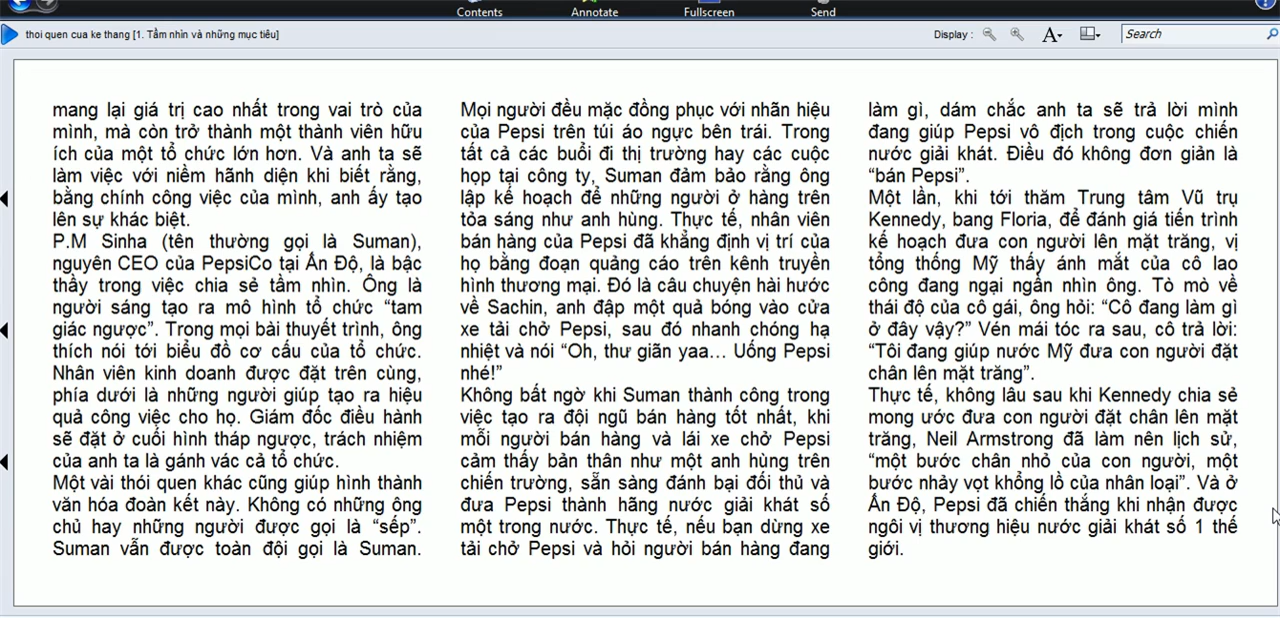 Contents
Annotate
Fullscreen
Send
thoi quen cua ke thang [1. Tầm nhìn và những mục tiêu]
Display :
A
Search
mang lại giá trị cao nhất trong vai trò của
mình, mà còn trở thành một thành viên hữu
ích của một tổ chức lớn hơn. Và anh ta sẽ
làm việc với niềm hãnh diện khi biết rằng,
bằng chính công việc của mình, anh ấy tạo
lên sự khác biệt.
P.M Sinha (tên thường gọi là Suman),
nguyên CEO của PepsiCo tại Ấn Độ, là bậc
thầy trong việc chia sẻ tầm nhìn. Ông là
người sáng tạo ra mô hình tổ chức “tam
giác ngược”. Trong mọi bài thuyết trình, ông
thích nói tới biểu đồ cơ cấu của tổ chức.
Nhân viên kinh doanh được đặt trên cùng,
phía dưới là những người giúp tạo ra hiệu
quả công việc cho họ. Giám đốc điều hành
sẽ đặt ở cuối hình tháp ngược, trách nhiệm
của anh ta là gánh vác cả tổ chức.
Một vài thói quen khác cũng giúp hình thành
văn hóa đoàn kết này. Không có những ông
chủ hay những người được gọi là “sếp”.
Suman vẫn được toàn đội gọi là Suman.
Mọi người đều mặc đồng phục với nhãn hiệu
của Pepsi trên túi áo ngực bên trái. Trong
tất cả các buổi đi thị trường hay các cuộc
họp tại công ty, Suman đảm bảo rằng ông
lập kế hoạch để những người ở hàng trên
tỏa sáng như anh hùng. Thực tế, nhân viên
bán hàng của Pepsi đã khẳng định vị trí của
họ bằng đoạn quảng cáo trên kênh truyền
hình thương mại. Đó là câu chuyện hài hước
về Sachin, anh đập một quả bóng vào cửa
xe tải chở Pepsi, sau đó nhanh chóng hạ
nhiệt và nói “Oh, thư giãn yaa… Uống Pepsi
nhé!”
Không bất ngờ khi Suman thành công trong
việc tạo ra đội ngũ bán hàng tốt nhất, khi
mỗi người bán hàng và lái xe chở Pepsi
cảm thấy bản thân như một anh hùng trên
chiến trường, sẵn sàng đánh bại đối thủ và
đưa Pepsi thành hãng nước giải khát số
một trong nước. Thực tế, nếu bạn dừng xe
tải chở Pepsi và hỏi người bán hàng đang
làm gì, dám chắc anh ta sẽ trả lời mình
đang giúp Pepsi vô địch trong cuộc chiến
nước giải khát. Điều đó không đơn giản là
“bán Pepsi”.
Một lần, khi tới thăm Trung tâm Vũ trụ
Kennedy, bang Floria, để đánh giá tiến trình
kế hoạch đưa con người lên mặt trăng, vị
tổng thống Mỹ thấy ánh mắt của cô lao
công đang ngại ngần nhìn ông. Tò mò về
thái độ của cô gái, ông hỏi: “Cô đang làm gì
ở đây vậy?” Vén mái tóc ra sau, cô trả lời:
“Tôi đang giúp nước Mỹ đưa con người đặt
chân lên mặt trăng”.
Thực tế, không lâu sau khi Kennedy chia sẻ
mong ước đưa con người đặt chân lên mặt
trăng, Neil Armstrong đã làm nên lịch sử,
“một bước chân nhỏ của con người, một
bước nhảy vọt khổng lồ của nhân loại”. Và ở
Ấn Độ, Pepsi đã chiến thắng khi nhận được
ngôi vị thương hiệu nước giải khát số 1 thế
giới.